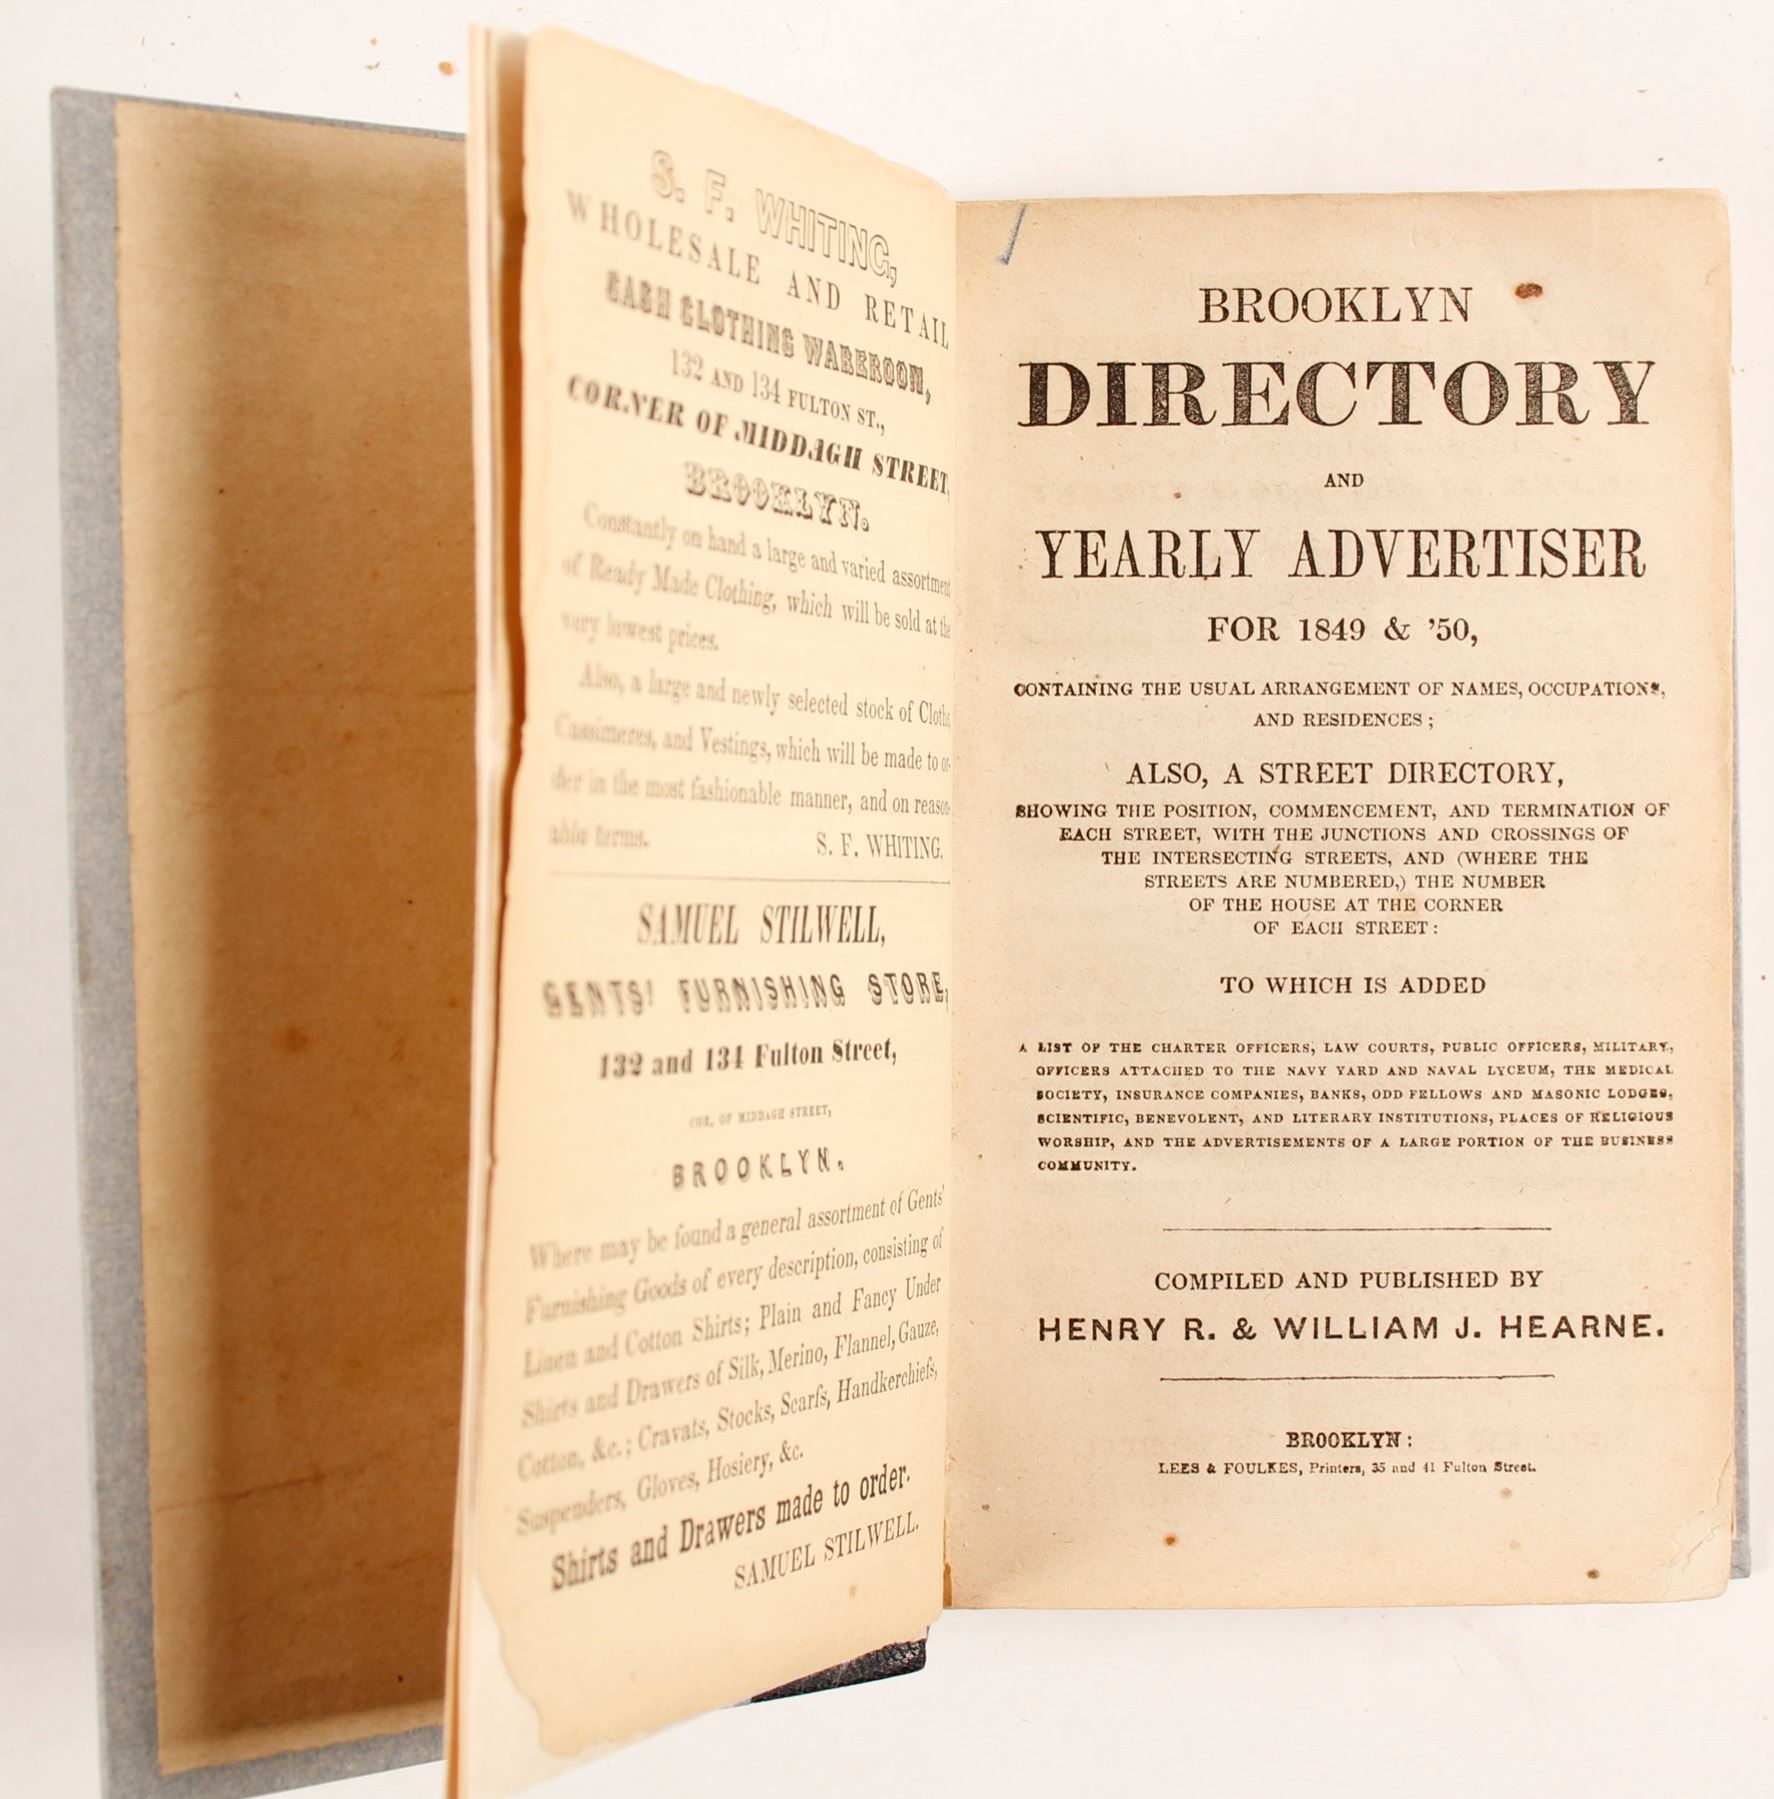 S. F. WHITING,
WHOLESALE AND RETAIL
CASH CLOTHING WAREROOM,
132 AND 134 FULTON ST.,
CORNER OF MIDDAGH STREET,
BROOKLYN.
Constantly on hand a large and varied assortment
of Ready Made Clothing, which will be sold at the
very lowest prices.
Also, a large and newly selected stock of Cloths,
Cassimeres, and Vestings, which will be made to or-
der in the most fashionable manner, and on reason-
able terms. S. F. WHITING.
SAMUEL STILWELL,
GENTS' FURNISHING STORE,
132 and 134 Fulton Street,
COR. OF MIDDAGH STREET,
BROOKLYN.
Where may be found a general assortment of Gents'
Furnishing Goods of every description, consisting of
Linen and Cotton Shirts; Plain and Fancy Under
Shirts and Drawers of Silk, Merino, Flannel, Gauze,
Cotton, &c.; Cravats, Stocks, Scarfs, Handkerchiefs,
Suspenders, Gloves, Hosiery, &c.
Shirts and Drawers made to order.
SAMUEL STILWELL.
BROOKLYN
DIRECTORY
AND
YEARLY ADVERTISER
FOR 1849 & '50,
CONTAINING THE USUAL ARRANGEMENT OF NAMES, OCCUPATIONS,
AND RESIDENCES;
ALSO, A STREET DIRECTORY,
SHOWING THE POSITION, COMMENCEMENT, AND TERMINATION OF
EACH STREET, WITH THE JUNCTIONS AND CROSSINGS OF
THE INTERSECTING STREETS, AND (WHERE THE
STREETS ARE NUMBERED,) THE NUMBER
OF THE HOUSE AT THE CORNER
OF EACH STREET:
TO WHICH IS ADDED
A LIST OF THE CHARTER OFFICERS, LAW COURTS, PUBLIC OFFICERS, MILITARY,
OFFICERS ATTACHED TO THE NAVY YARD AND NAVAL LYCEUM, THE MEDICAL
SOCIETY, INSURANCE COMPANIES, BANKS, ODD FELLOWS AND MASONIC LODGES,
SCIENTIFIC, BENEVOLENT, AND LITERARY INSTITUTIONS, PLACES OF RELIGIOUS
WORSHIP, AND THE ADVERTISEMENTS OF A LARGE PORTION OF THE BUSINESS
COMMUNITY.
COMPILED AND PUBLISHED BY
HENRY R. & WILLIAM J. HEARNE.
BROOKLYN:
LEES & FOULKES, Printers, 35 and 41 Fulton Street.